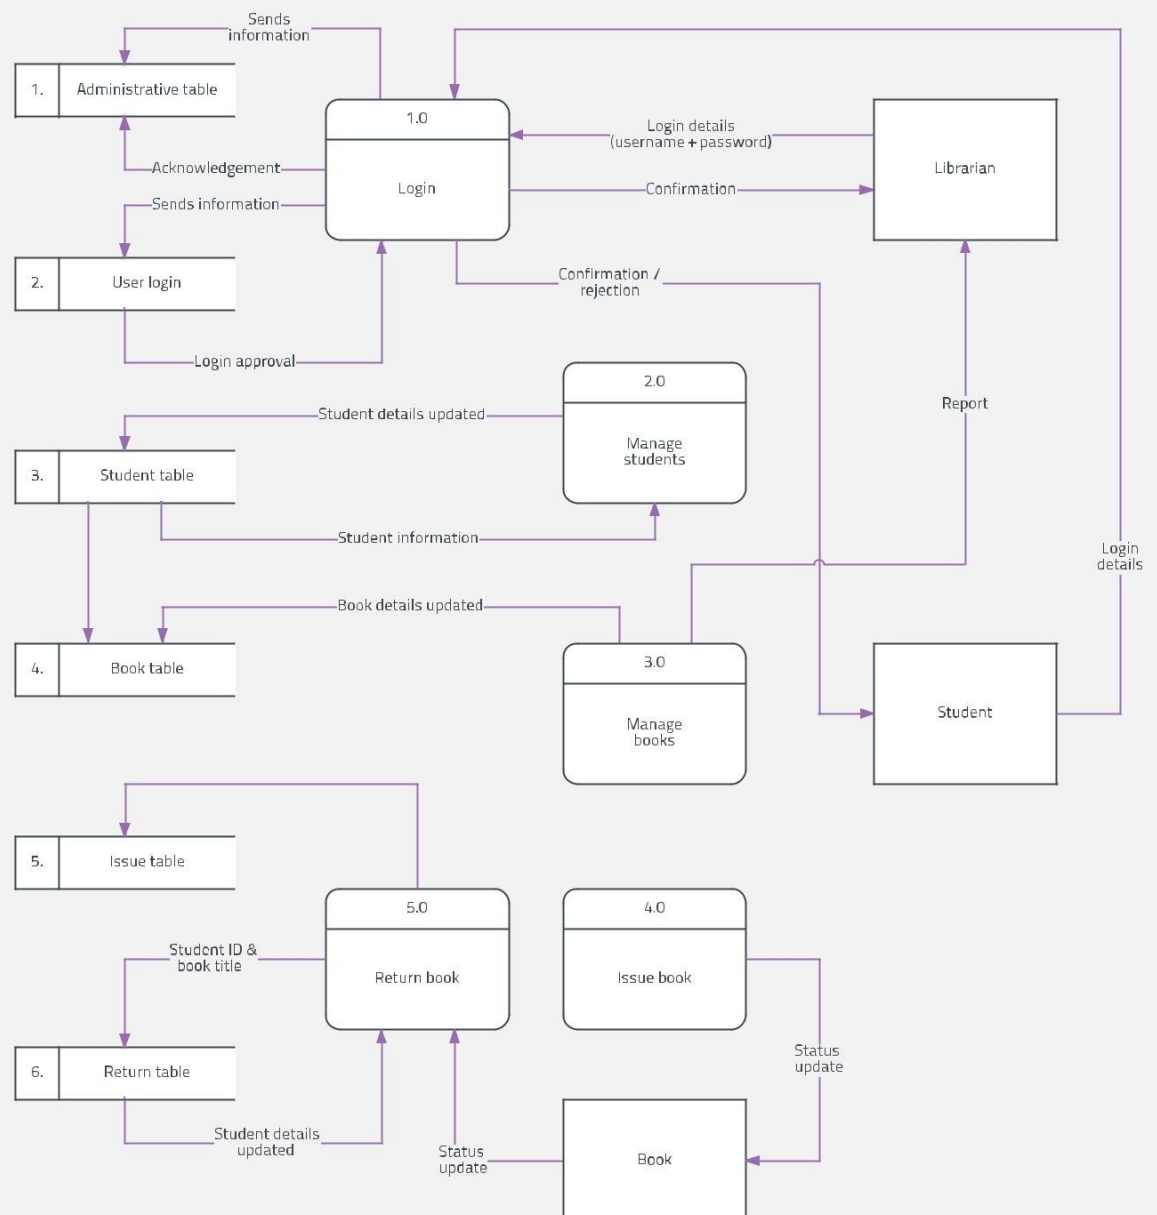 Sends
information
1.
Administrative table
1.0
Login
Login details
(username + password)
Librarian
Acknowledgement
Confirmation
Sends information
2.
User login
Confirmation /
rejection
Login approval
2.0
Manage
students
Student details updated
Report
3.
Student table
Student information
Login
details
Book details updated
4.
Book table
3.0
Manage
books
Student
5.
Issue table
5.0
Return book
4.0
Issue book
Student ID &
book title
6.
Return table
Status
update
Student details
updated
Status
update
Book